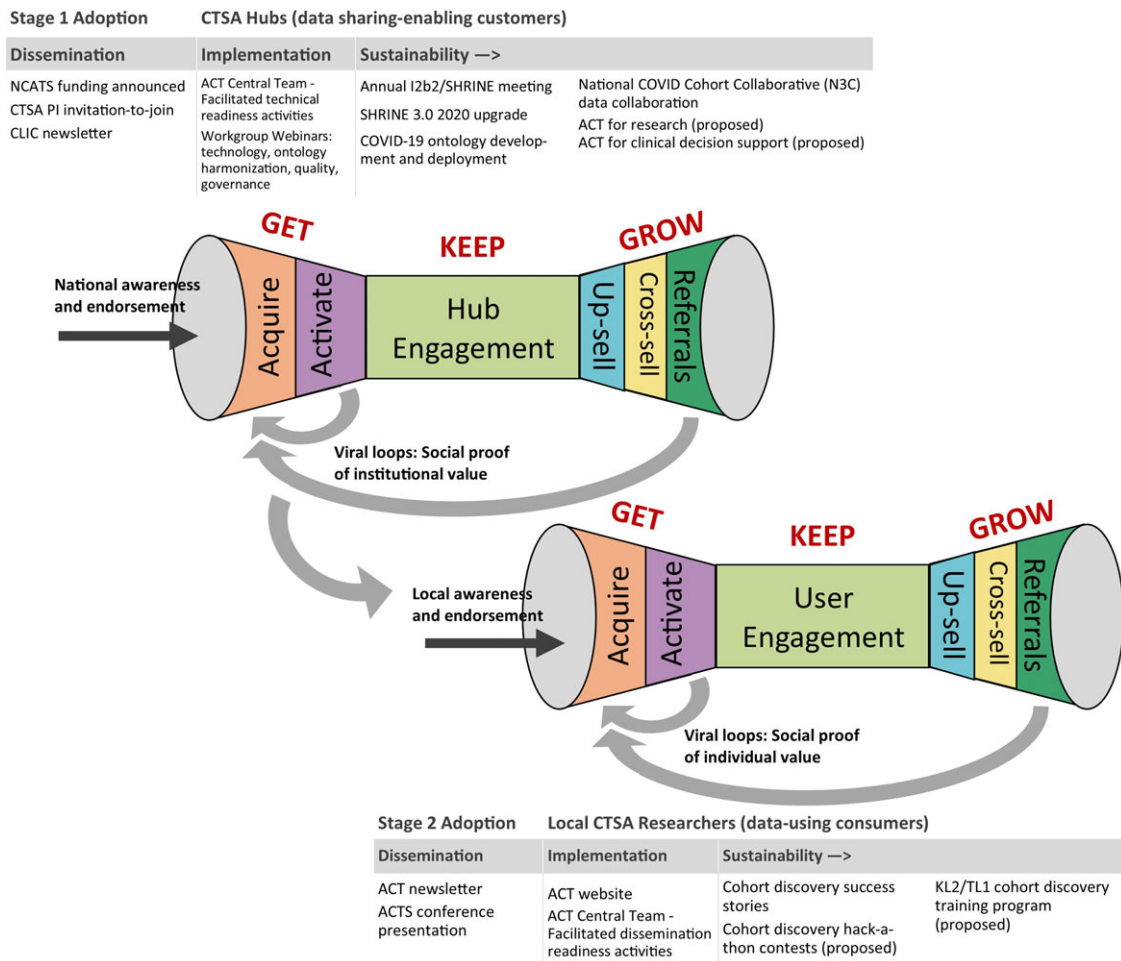 Stage 1 Adoption CTSA Hubs (data sharing-enabling customers)
Dissemination Implementation Sustainability —>
NCATS funding announced
CTSA PI invitation-to-join
CLIC newsletter
ACT Central Team -
Facilitated technical
readiness activities
Workgroup Webinars:
technology, ontology
harmonization, quality,
governance
Annual I2b2/SHRINE meeting
SHRINE 3.0 2020 upgrade
COVID-19 ontology develop-
ment and deployment
National COVID Cohort Collaborative (N3C)
data collaboration
ACT for research (proposed)
ACT for clinical decision support (proposed)
GET
KEEP
GROW
National awareness
and endorsement
Acquire
Activate
Hub
Engagement
Up-sell
Cross-sell
Referrals
Viral loops: Social proof
of institutional value
GET
KEEP
GROW
Local awareness
and endorsement
Acquire
Activate
User
Engagement
Up-sell
Cross-sell
Referrals
Viral loops: Social proof
of individual value
Stage 2 Adoption Local CTSA Researchers (data-using consumers)
Dissemination Implementation Sustainability —>
ACT newsletter
ACTS conference
presentation
ACT website
ACT Central Team -
Facilitated dissemination
readiness activities
Cohort discovery success
stories
Cohort discovery hack-a-
thon contests (proposed)
KL2/TL1 cohort discovery
training program
(proposed)